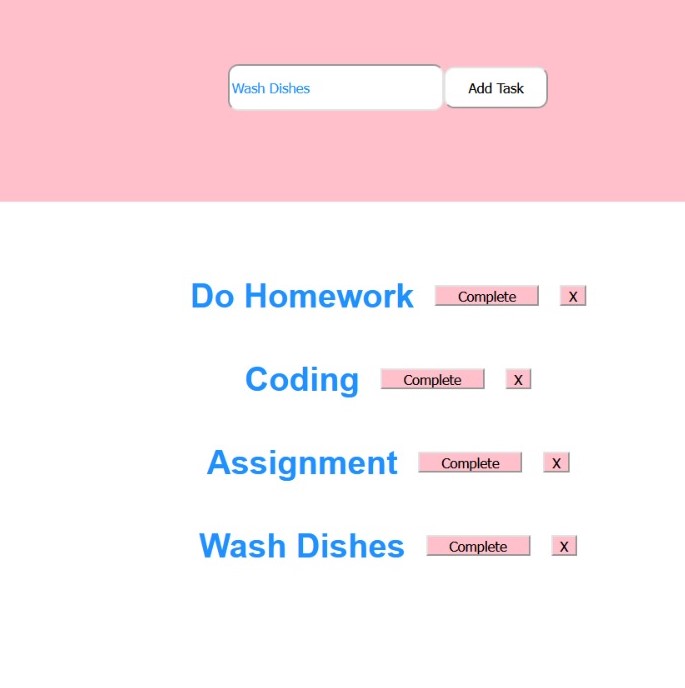 Wash Dishes Add Task
Do Homework Complete X
Coding Complete X
Assignment Complete X
Wash Dishes Complete X